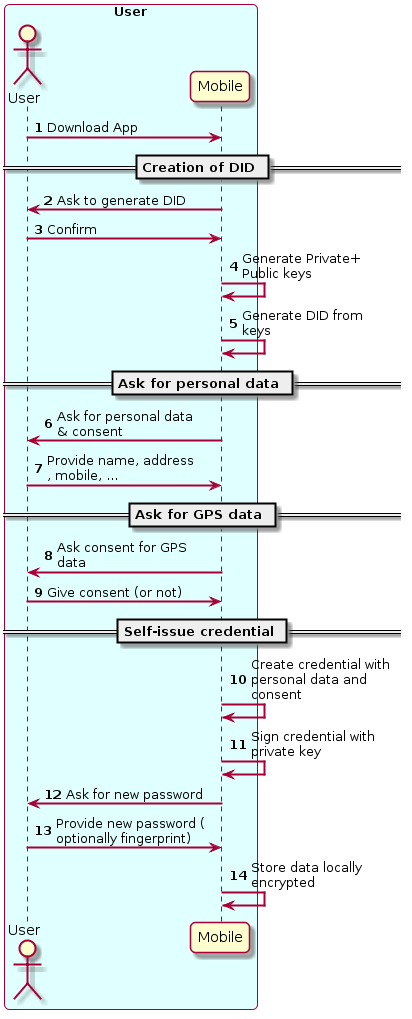 User
User
Mobile
1 Download App
Creation of DID
2 Ask to generate DID
3 Confirm
4 Generate Private+
Public keys
5 Generate DID from
keys
Ask for personal data
6 Ask for personal data
& consent
7 Provide name, address
, mobile, ...
Ask for GPS data
8 Ask consent for GPS
data
9 Give consent (or not)
Self-issue credential
10 Create credential with
personal data and
consent
11 Sign credential with
private key
12 Ask for new password
13 Provide new password (
optionally fingerprint)
14 Store data locally
encrypted
User
Mobile